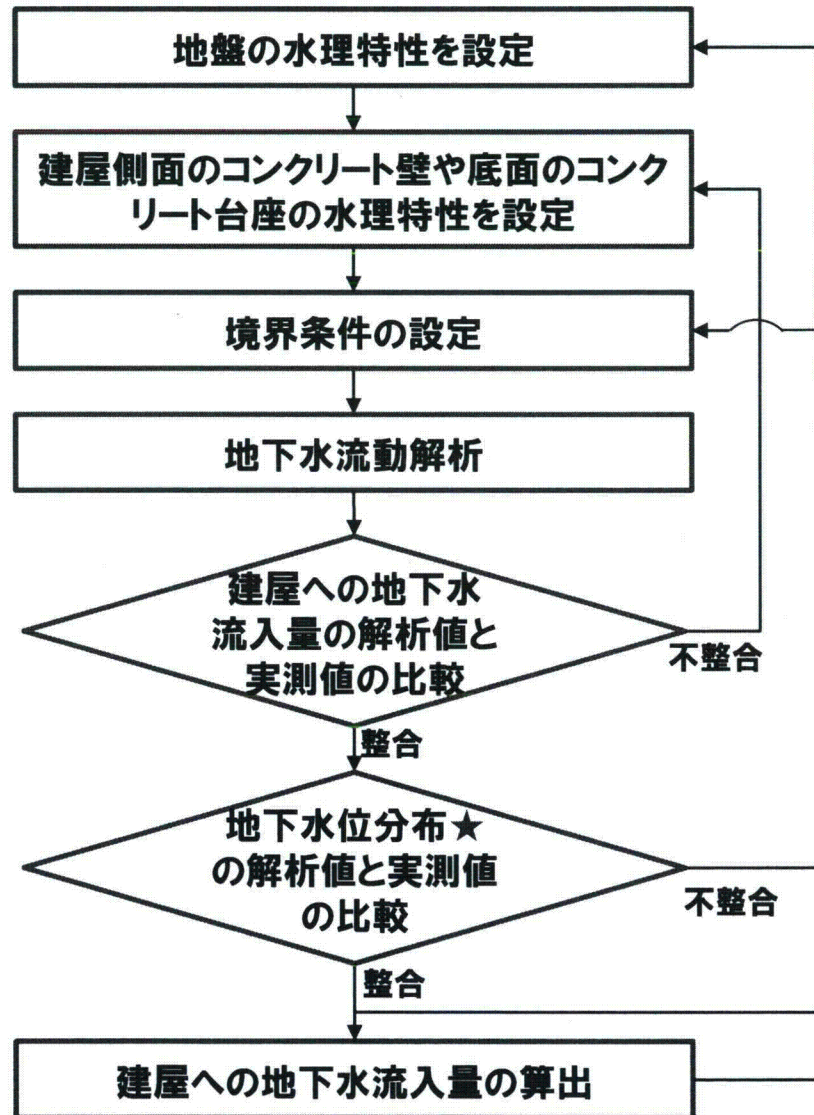 地盤の水理特性を設定
建屋側面のコンクリート壁や底面のコンク
リート台座の水理特性を設定
境界条件の設定
地下水流動解析
建屋への地下水
流入量の解析値と
実測値の比較
不整合
整合
地下水位分布★
の解析値と実測値
の比較
不整合
整合
建屋への地下水流入量の算出